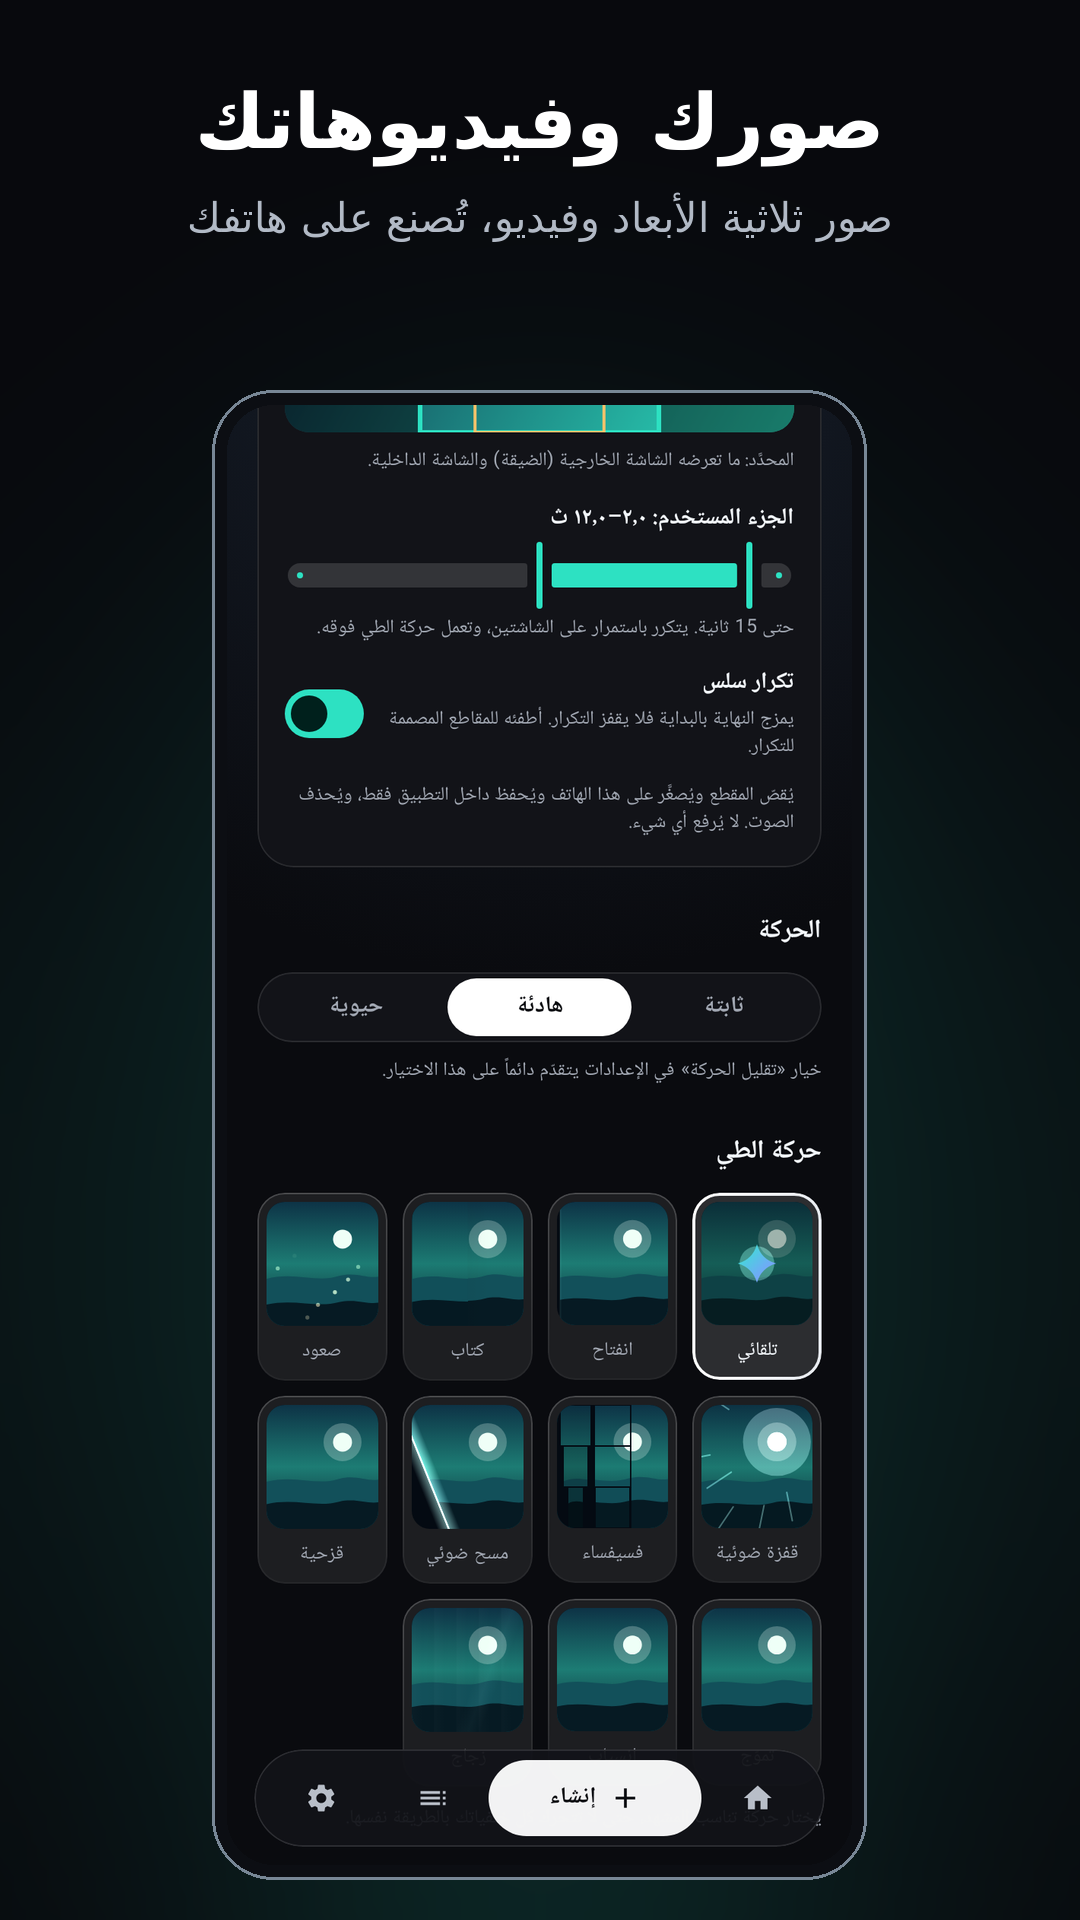 صورك وفيديوهاتك
صور ثلاثية الأبعاد وفيديو، تُصنع على هاتفك
المحدَّد: ما تعرضه الشاشة الخارجية (الضيقة) والشاشة الداخلية.
الجزء المستخدم: ٢,٠–١٢,٠ ث
حتى 15 ثانية. يتكرر باستمرار على الشاشتين، وتعمل حركة الطي فوقه.
تكرار سلس
يمزج النهاية بالبداية فلا يقفز التكرار. أطفئه للمقاطع المصممة
للتكرار.
يُقصّ المقطع ويُصغَّر على هذا الهاتف ويُحفظ داخل التطبيق فقط، ويُحذف
الصوت. لا يُرفع أي شيء.
الحركة
ثابتة هادئة حيوية
خيار «تقليل الحركة» في الإعدادات يتقدّم دائماً على هذا الاختيار.
حركة الطي
تلقائي انفتاح كتاب صعود
قفزة ضوئية فسيفساء مسح ضوئي قزحية
تموّج زجاج
إنشاء